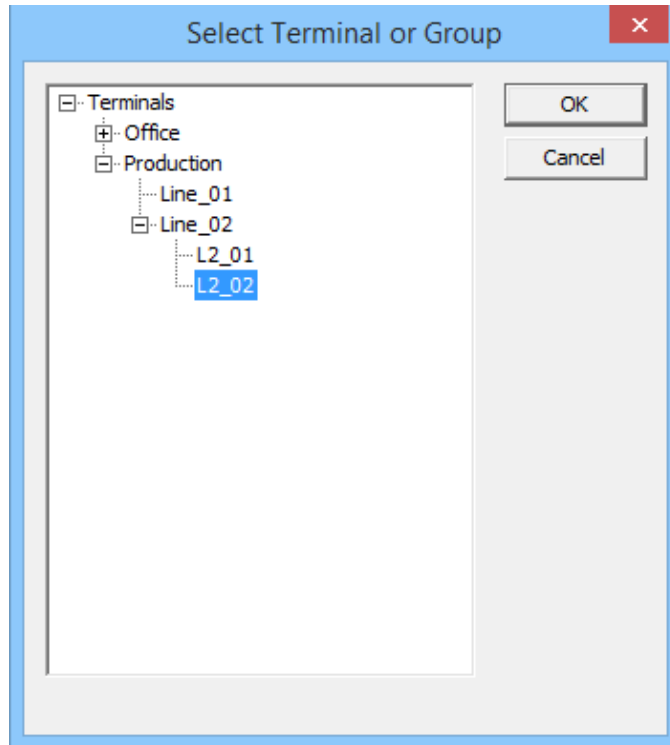 Select Terminal or Group
Terminals
OK
Office
Production
Cancel
Line_01
Line_02
L2_01
L2_02